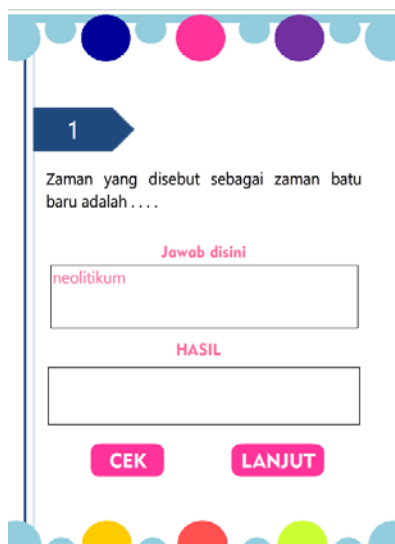 1
Zaman yang disebut sebagai zaman batu
baru adalah . . . .
Jawab disini
neolitikum
HASIL
CEK
LANJUT